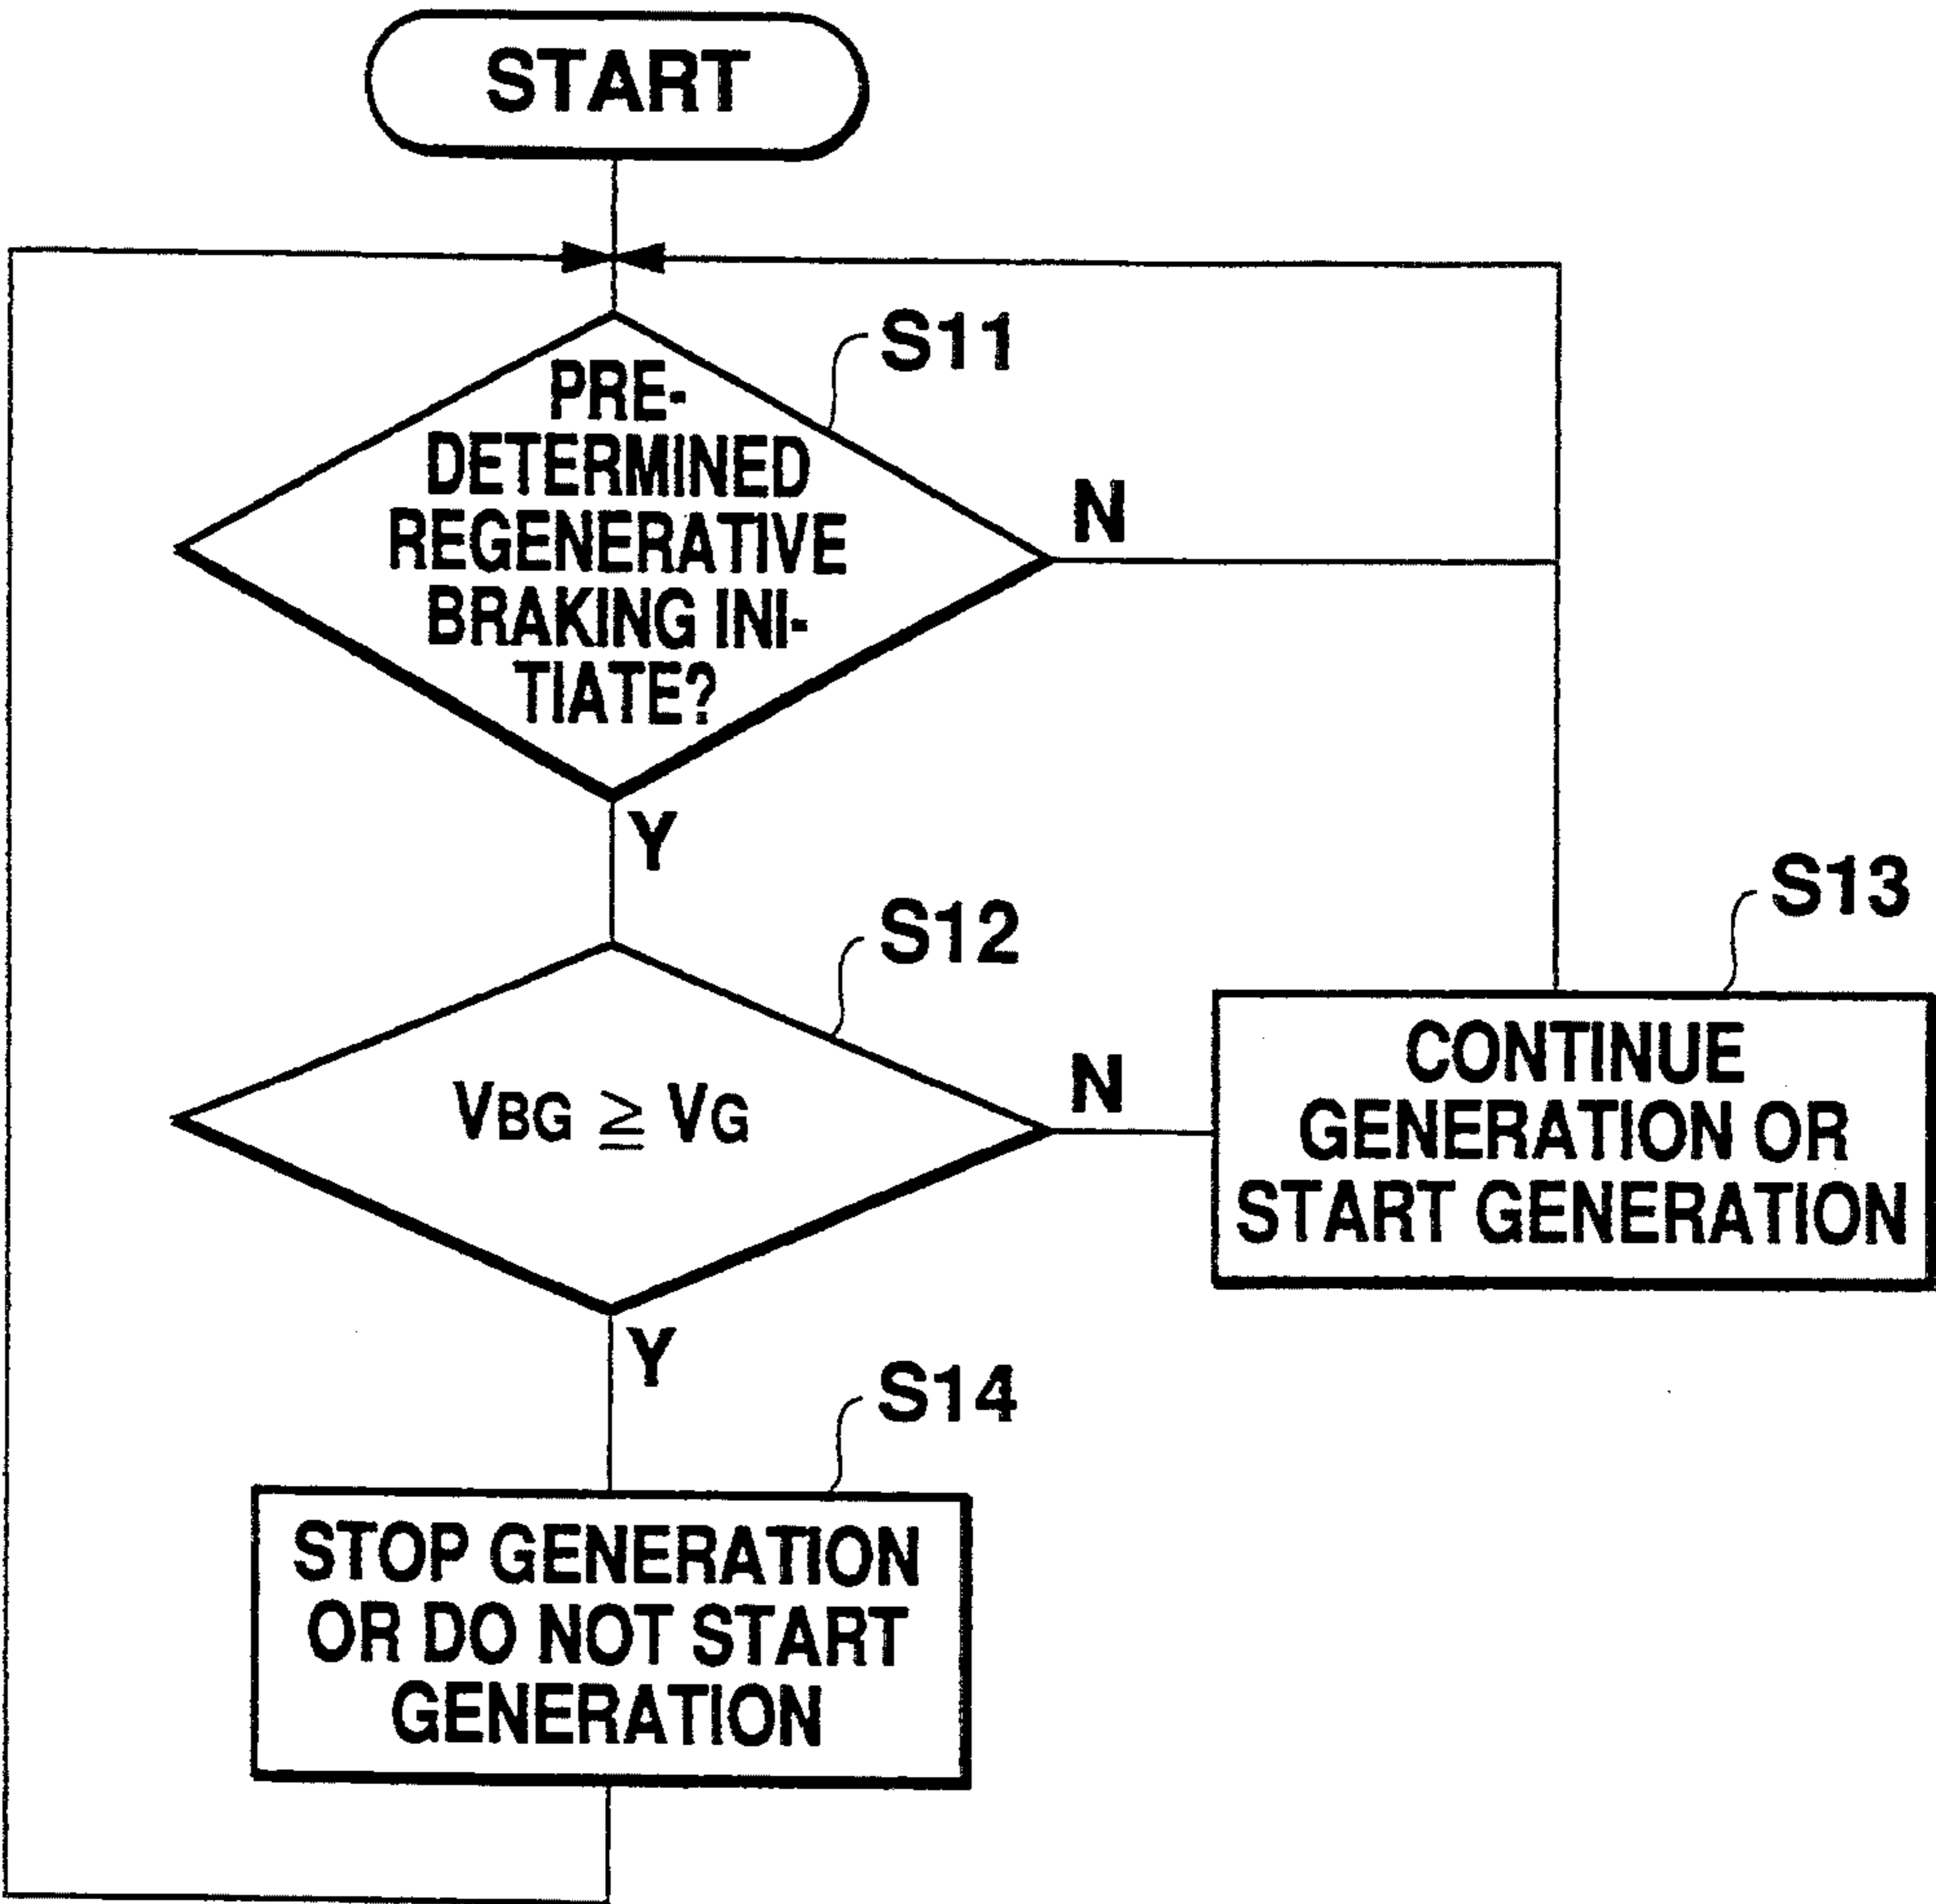 START
S11
PRE-
DETERMINED
REGENERATIVE
BRAKING INI-
TIATE?
N
Y
S12
S13
VBG ≧ VG
N
CONTINUE
GENERATION OR
START GENERATION
Y
S14
STOP GENERATION
OR DO NOT START
GENERATION